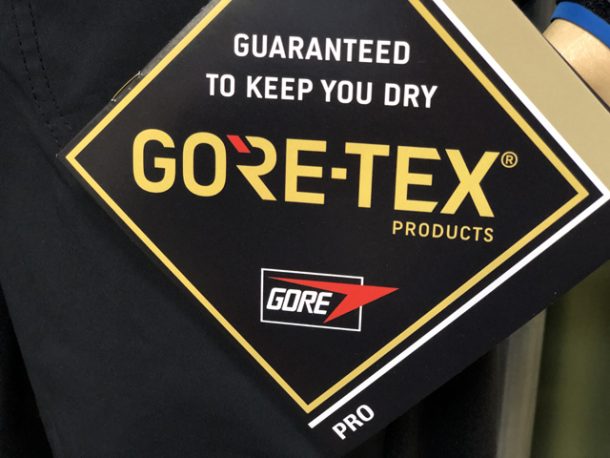 GUARANTEED
TO KEEP YOU DRY
GORE-TEX®
PRODUCTS
GORE
PRO